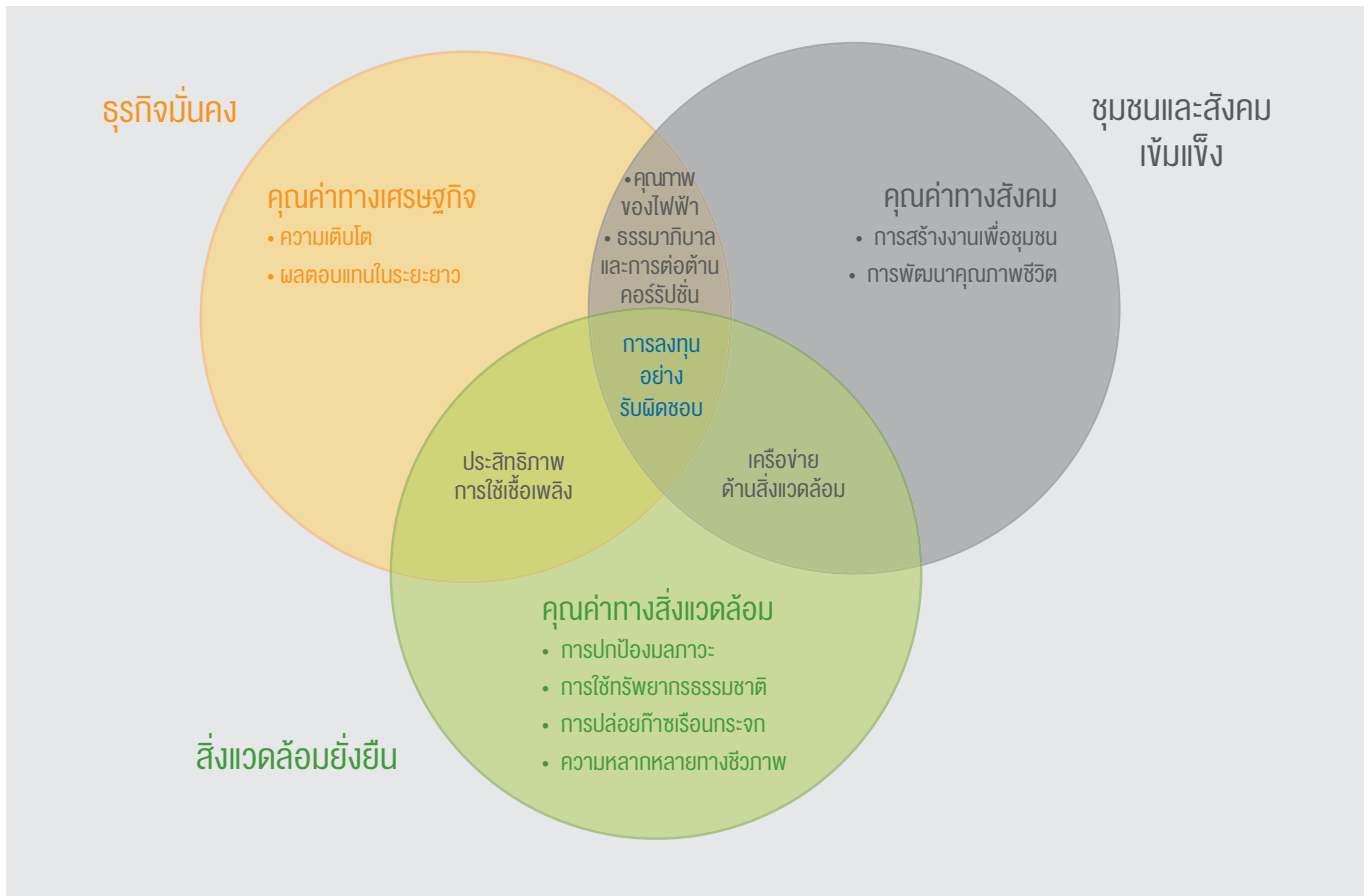 ธุรกิจมั่นคง
ชุมชนและสังคม
เข้มแข็ง
คุณค่าทางเศรษฐกิจ
• ความเติบโต
• ผลตอบแทนในระยะยาว
• คุณภาพ
ของไฟฟ้า
• ธรรมาภิบาล
และการต่อต้าน
คอร์รัปชั่น
คุณค่าทางสังคม
• การสร้างงานเพื่อชุมชน
• การพัฒนาคุณภาพชีวิต
การลงทุน
อย่าง
รับผิดชอบ
ประสิทธิภาพ
การใช้เชื้อเพลิง
เครือข่าย
ด้านสิ่งแวดล้อม
คุณค่าทางสิ่งแวดล้อม
• การปกป้องมลภาวะ
• การใช้ทรัพยากรธรรมชาติ
• การปล่อยก๊าซเรือนกระจก
• ความหลากหลายทางชีวภาพ
สิ่งแวดล้อมยั่งยืน